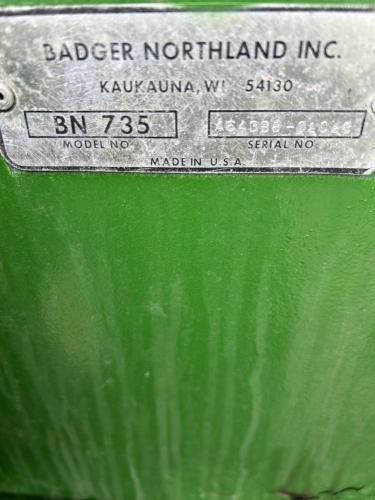 BADGER NORTHLAND INC.
KAUKAUNA, WI 54130
BN 735
MODEL NO
SERIAL NO
MADE IN U.S.A.